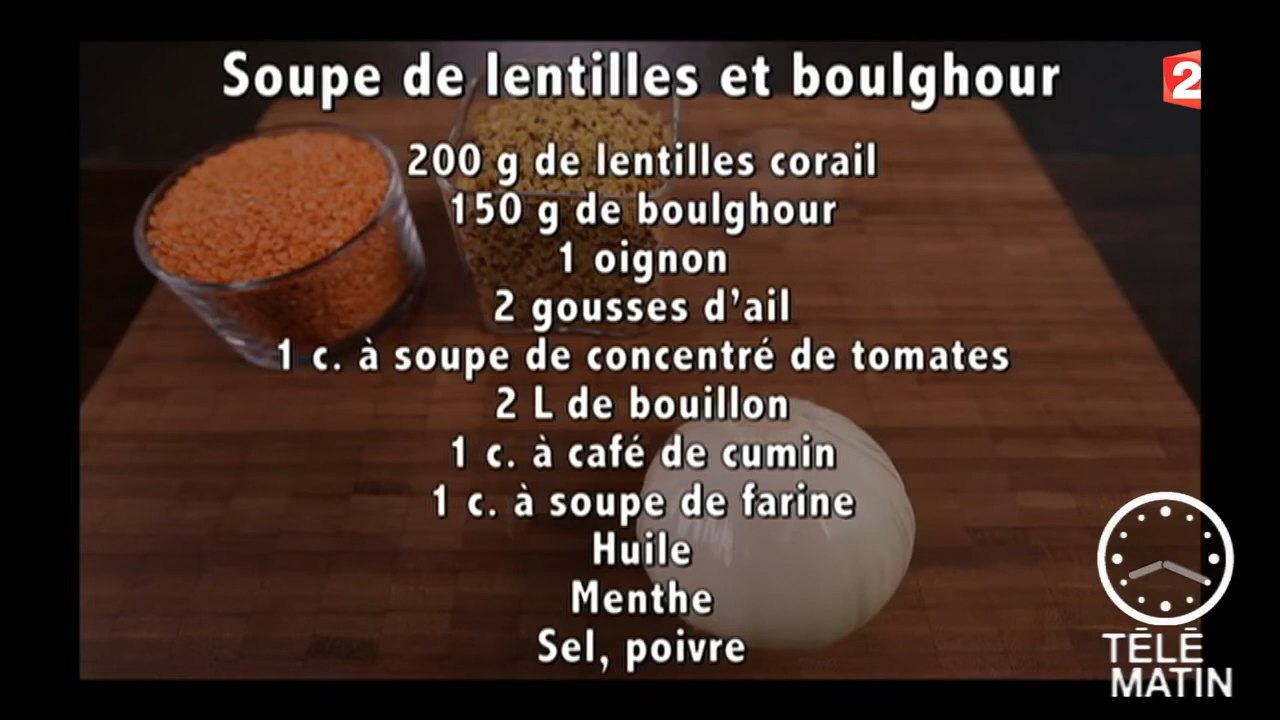 Soupe de lentilles et boulghour
2
200 g de lentilles corail
150 g de boulghour
1 oignon
2 gousses d’ail
1 c. à soupe de concentré de tomates
2 L de bouillon
1 c. à café de cumin
1 c. à soupe de farine
Huile
Menthe
Sel, poivre
TÉLÉ
MATIN